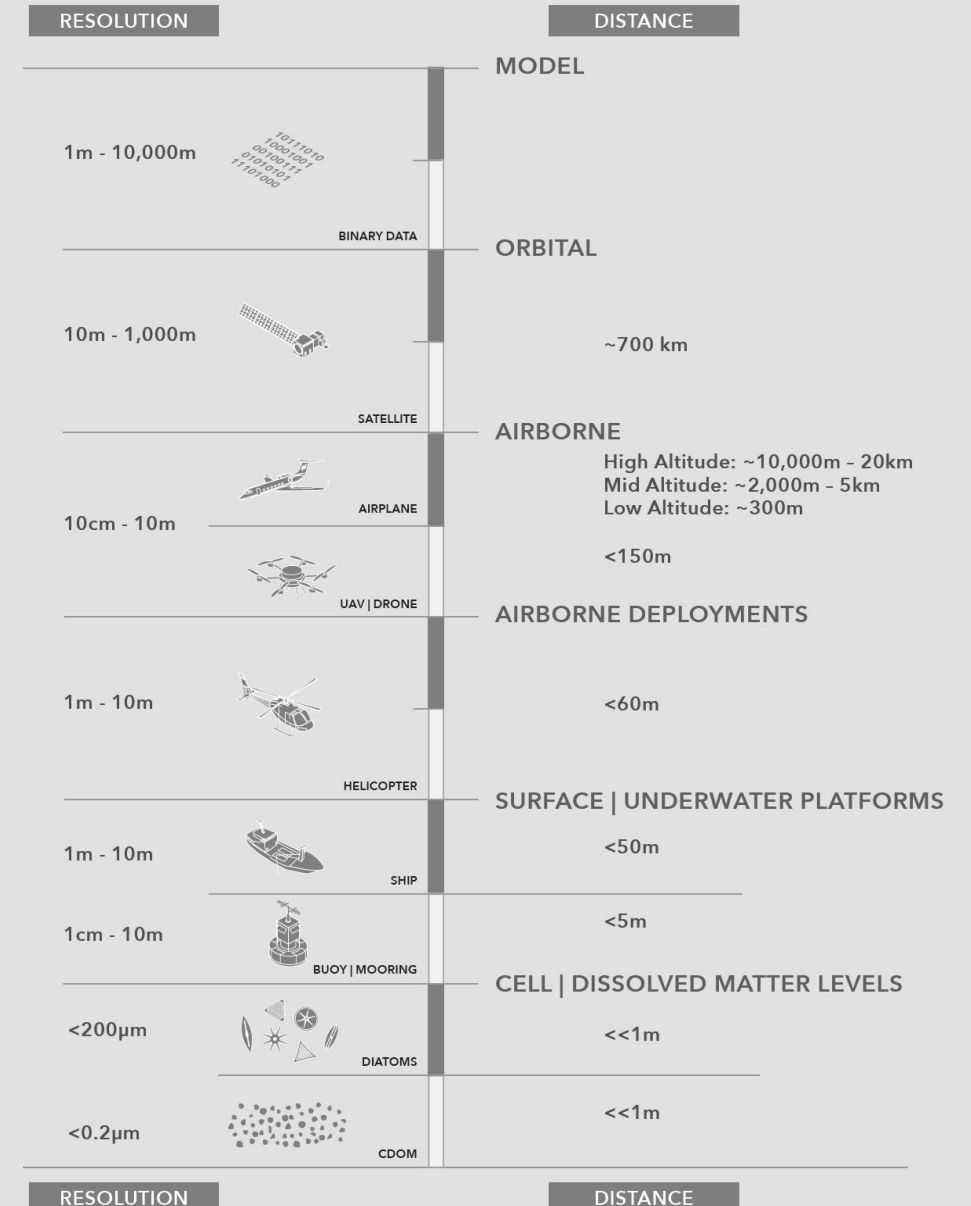 RESOLUTION
DISTANCE
MODEL
1m - 10,000m
10111010
10001001
00100111
01010101
11101000
BINARY DATA
ORBITAL
10m - 1,000m
~700 km
SATELLITE
AIRBORNE
High Altitude: ~10,000m – 20km
Mid Altitude: ~2,000m – 5km
Low Altitude: ~300m
AIRPLANE
10cm - 10m
<150m
UAV | DRONE
AIRBORNE DEPLOYMENTS
1m - 10m
<60m
HELICOPTER
SURFACE | UNDERWATER PLATFORMS
1m - 10m
<50m
SHIP
1cm - 10m
<5m
BUOY | MOORING
CELL | DISSOLVED MATTER LEVELS
<200µm
<<1m
DIATOMS
<0.2µm
<<1m
CDOM
RESOLUTION
DISTANCE